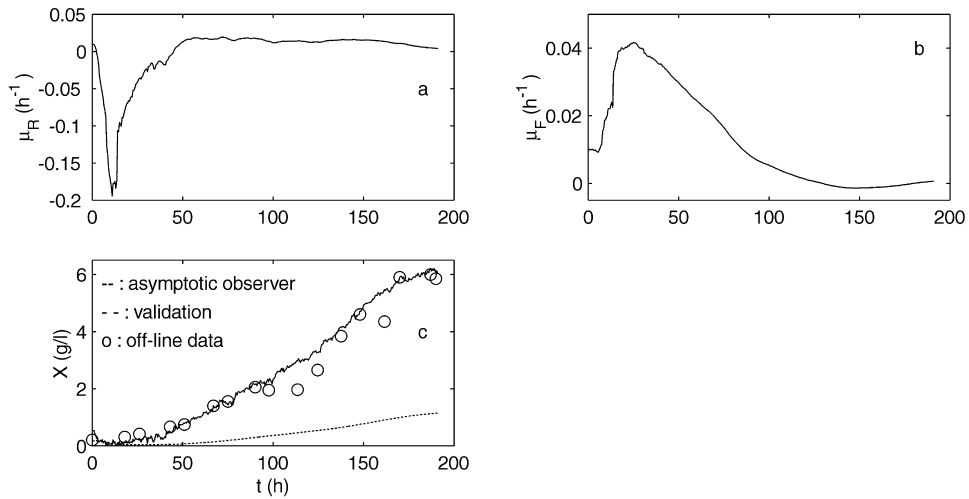 0.05
0
-0.05
-0.1
-0.15
-0.2
μR (h-1)
a
0 50 100 150 200
0.04
0.02
0
μF (h-1)
b
0 50 100 150 200
6
4
2
0
X (g/l)
-- : asymptotic observer
- - : validation
o : off-line data
c
0 50 100 150 200
t (h)